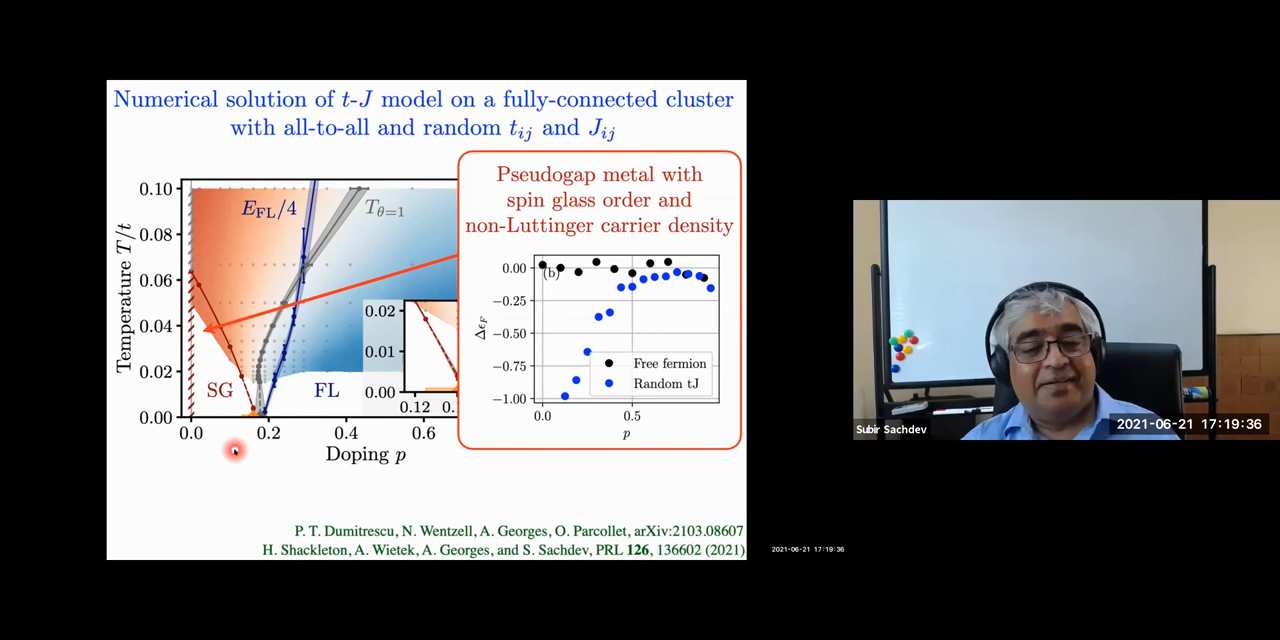 Numerical solution of t-J model on a fully-connected cluster
with all-to-all and random tij and Jij
Pseudogap metal with
spin glass order and
non-Luttinger carrier density
EFL/4
Tθ=1
Temperature T/t
0.10
0.08
0.06
0.04
0.02
0.00
SG
FL
0.02
0.01
0.00
0.12
0.0
0.2
0.4
0.6
Doping p
(b)
ΔϵF
0.00
−0.25
−0.50
−0.75
−1.00
Free fermion
Random tJ
0.0
0.5
p
P. T. Dumitrescu, N. Wentzell, A. Georges, O. Parcollet, arXiv:2103.08607
H. Shackleton, A. Wietek, A. Georges, and S. Sachdev, PRL 126, 136602 (2021)
Subir Sachdev
2021-06-21 17:19:36
2021-06-21 17:19:36